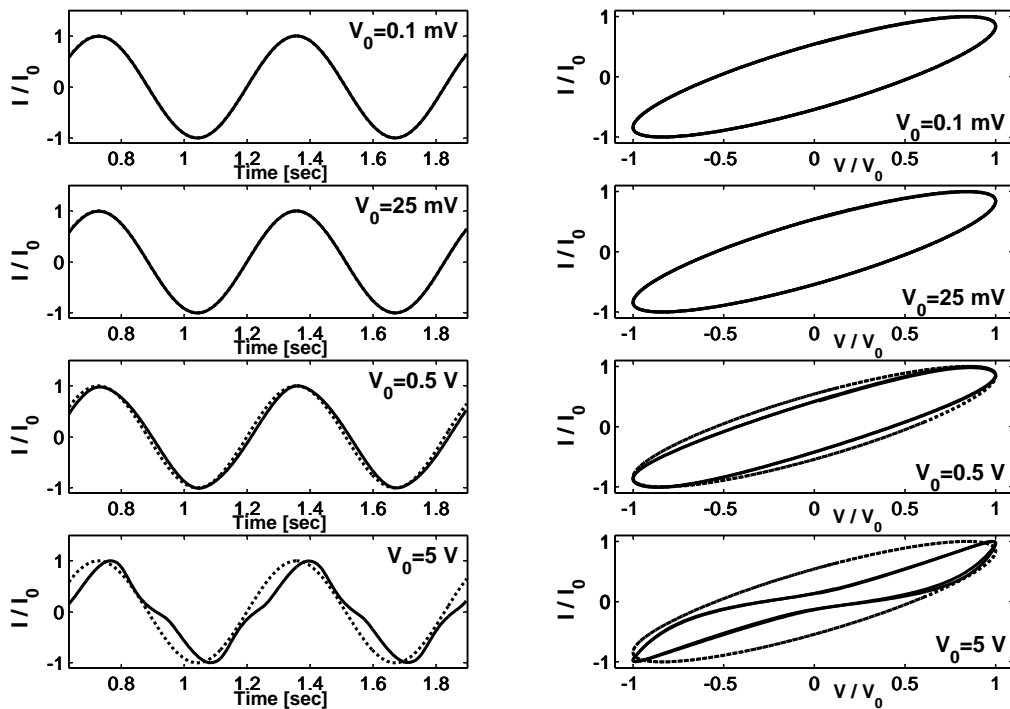 V0=0.1 mV
I / I0
1
0
-1
0.8 1 1.2 1.4 1.6 1.8
Time [sec]
V0=0.1 mV
I / I0
1
0
-1
-1 -0.5 0 0.5 1
V / V0
V0=25 mV
I / I0
1
0
-1
0.8 1 1.2 1.4 1.6 1.8
Time [sec]
V0=25 mV
I / I0
1
0
-1
-1 -0.5 0 0.5 1
V / V0
V0=0.5 V
I / I0
1
0
-1
0.8 1 1.2 1.4 1.6 1.8
Time [sec]
V0=0.5 V
I / I0
1
0
-1
-1 -0.5 0 0.5 1
V / V0
V0=5 V
I / I0
1
0
-1
0.8 1 1.2 1.4 1.6 1.8
Time [sec]
V0=5 V
I / I0
1
0
-1
-1 -0.5 0 0.5 1
V / V0